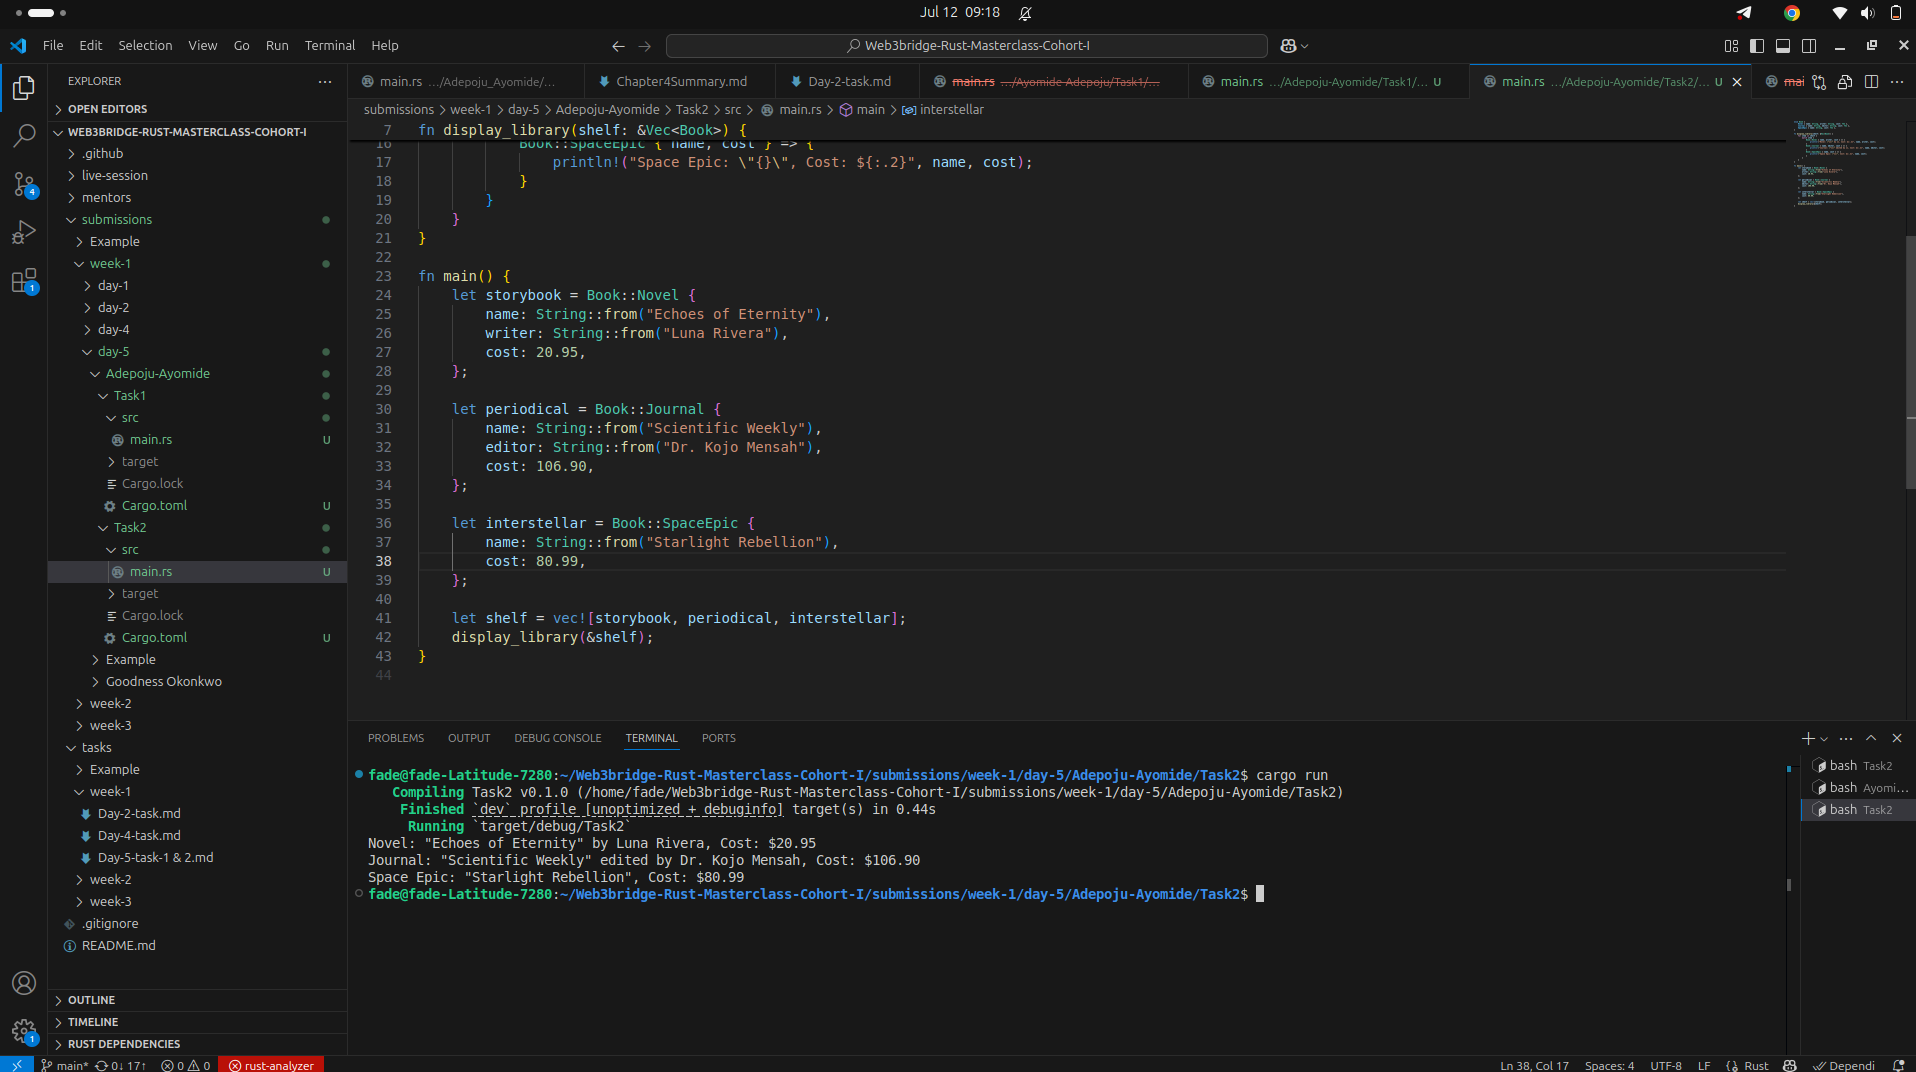 Jul 12 09:18
File Edit Selection View Go Run Terminal Help
Web3bridge-Rust-Masterclass-Cohort-I
EXPLORER
OPEN EDITORS
WEB3BRIDGE-RUST-MASTERCLASS-COHORT-I
.github
live-session
mentors
submissions
Example
week-1
day-1
day-2
day-4
day-5
Adepoju-Ayomide
Task1
src
main.rs U
target
Cargo.lock
Cargo.toml U
Task2
src
main.rs U
target
Cargo.lock
Cargo.toml U
Example
Goodness Okonkwo
week-2
week-3
tasks
Example
week-1
Day-2-task.md
Day-4-task.md
Day-5-task-1 & 2.md
week-2
week-3
.gitignore
README.md
OUTLINE
TIMELINE
RUST DEPENDENCIES
4
1
1
main.rs .../Adepoju_Ayomide/... Chapter4Summary.md Day-2-task.md main.rs .../Ayomide Adepoju/Task1/... main.rs .../Adepoju-Ayomide/Task1/... U main.rs .../Adepoju-Ayomide/Task2/... U mai
submissions > week-1 > day-5 > Adepoju-Ayomide > Task2 > src > main.rs > main > interstellar
7 fn display_library(shelf: &Vec<Book>) {
16 Book::SpaceEpic { name, cost } => {
17 println!("Space Epic: \"{}\", Cost: ${:.2}", name, cost);
18 }
19 }
20 }
21 }
22
23 fn main() {
24 let storybook = Book::Novel {
25 name: String::from("Echoes of Eternity"),
26 writer: String::from("Luna Rivera"),
27 cost: 20.95,
28 };
29
30 let periodical = Book::Journal {
31 name: String::from("Scientific Weekly"),
32 editor: String::from("Dr. Kojo Mensah"),
33 cost: 106.90,
34 };
35
36 let interstellar = Book::SpaceEpic {
37 name: String::from("Starlight Rebellion"),
38 cost: 80.99,
39 };
40
41 let shelf = vec![storybook, periodical, interstellar];
42 display_library(&shelf);
43 }
44
PROBLEMS OUTPUT DEBUG CONSOLE TERMINAL PORTS
fade@fade-Latitude-7280:~/Web3bridge-Rust-Masterclass-Cohort-I/submissions/week-1/day-5/Adepoju-Ayomide/Task2$ cargo run
Compiling Task2 v0.1.0 (/home/fade/Web3bridge-Rust-Masterclass-Cohort-I/submissions/week-1/day-5/Adepoju-Ayomide/Task2)
Finished `dev` profile [unoptimized + debuginfo] target(s) in 0.44s
Running `target/debug/Task2`
Novel: "Echoes of Eternity" by Luna Rivera, Cost: $20.95
Journal: "Scientific Weekly" edited by Dr. Kojo Mensah, Cost: $106.90
Space Epic: "Starlight Rebellion", Cost: $80.99
fade@fade-Latitude-7280:~/Web3bridge-Rust-Masterclass-Cohort-I/submissions/week-1/day-5/Adepoju-Ayomide/Task2$
bash Task2
bash Ayomi...
bash Task2
main* 0↓ 17↑ 0 0 rust-analyzer
Ln 38, Col 17 Spaces: 4 UTF-8 LF Rust Dependi